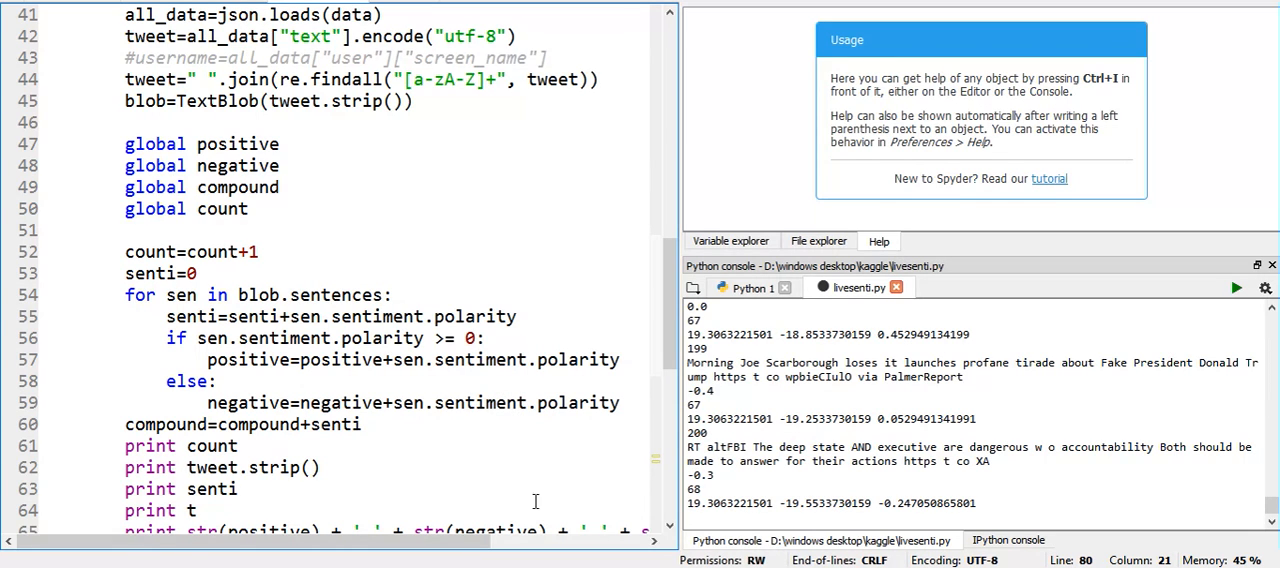 41 all_data=json.loads(data)
42 tweet=all_data["text"].encode("utf-8")
43 #username=all_data["user"]["screen_name"]
44 tweet=" ".join(re.findall("[a-zA-Z]+", tweet))
45 blob=TextBlob(tweet.strip())
46
47 global positive
48 global negative
49 global compound
50 global count
51
52 count=count+1
53 senti=0
54 for sen in blob.sentences:
55 senti=senti+sen.sentiment.polarity
56 if sen.sentiment.polarity >= 0:
57 positive=positive+sen.sentiment.polarity
58 else:
59 negative=negative+sen.sentiment.polarity
60 compound=compound+senti
61 print count
62 print tweet.strip()
63 print senti
64 print t
65 print str(positive) + ' ' + str(negative) + ' ' + s
Usage
Here you can get help of any object by pressing Ctrl+I in
front of it, either on the Editor or the Console.
Help can also be shown automatically after writing a left
parenthesis next to an object. You can activate this
behavior in Preferences > Help.
New to Spyder? Read our tutorial
Variable explorer File explorer Help
Python console - D:\windows desktop\kaggle\livesenti.py
Python 1 livesenti.py
0.0
67
19.3063221501 -18.8533730159 0.452949134199
199
Morning Joe Scarborough loses it launches profane tirade about Fake President Donald Tr
ump https t co wpbieCIulO via PalmerReport
-0.4
67
19.3063221501 -19.2533730159 0.0529491341991
200
RT altFBI The deep state AND executive are dangerous w o accountability Both should be
made to answer for their actions https t co XA
-0.3
68
19.3063221501 -19.5533730159 -0.247050865801
Python console - D:\windows desktop\kaggle\livesenti.py IPython console
Permissions: RW End-of-lines: CRLF Encoding: UTF-8 Line: 80 Column: 21 Memory: 45 %